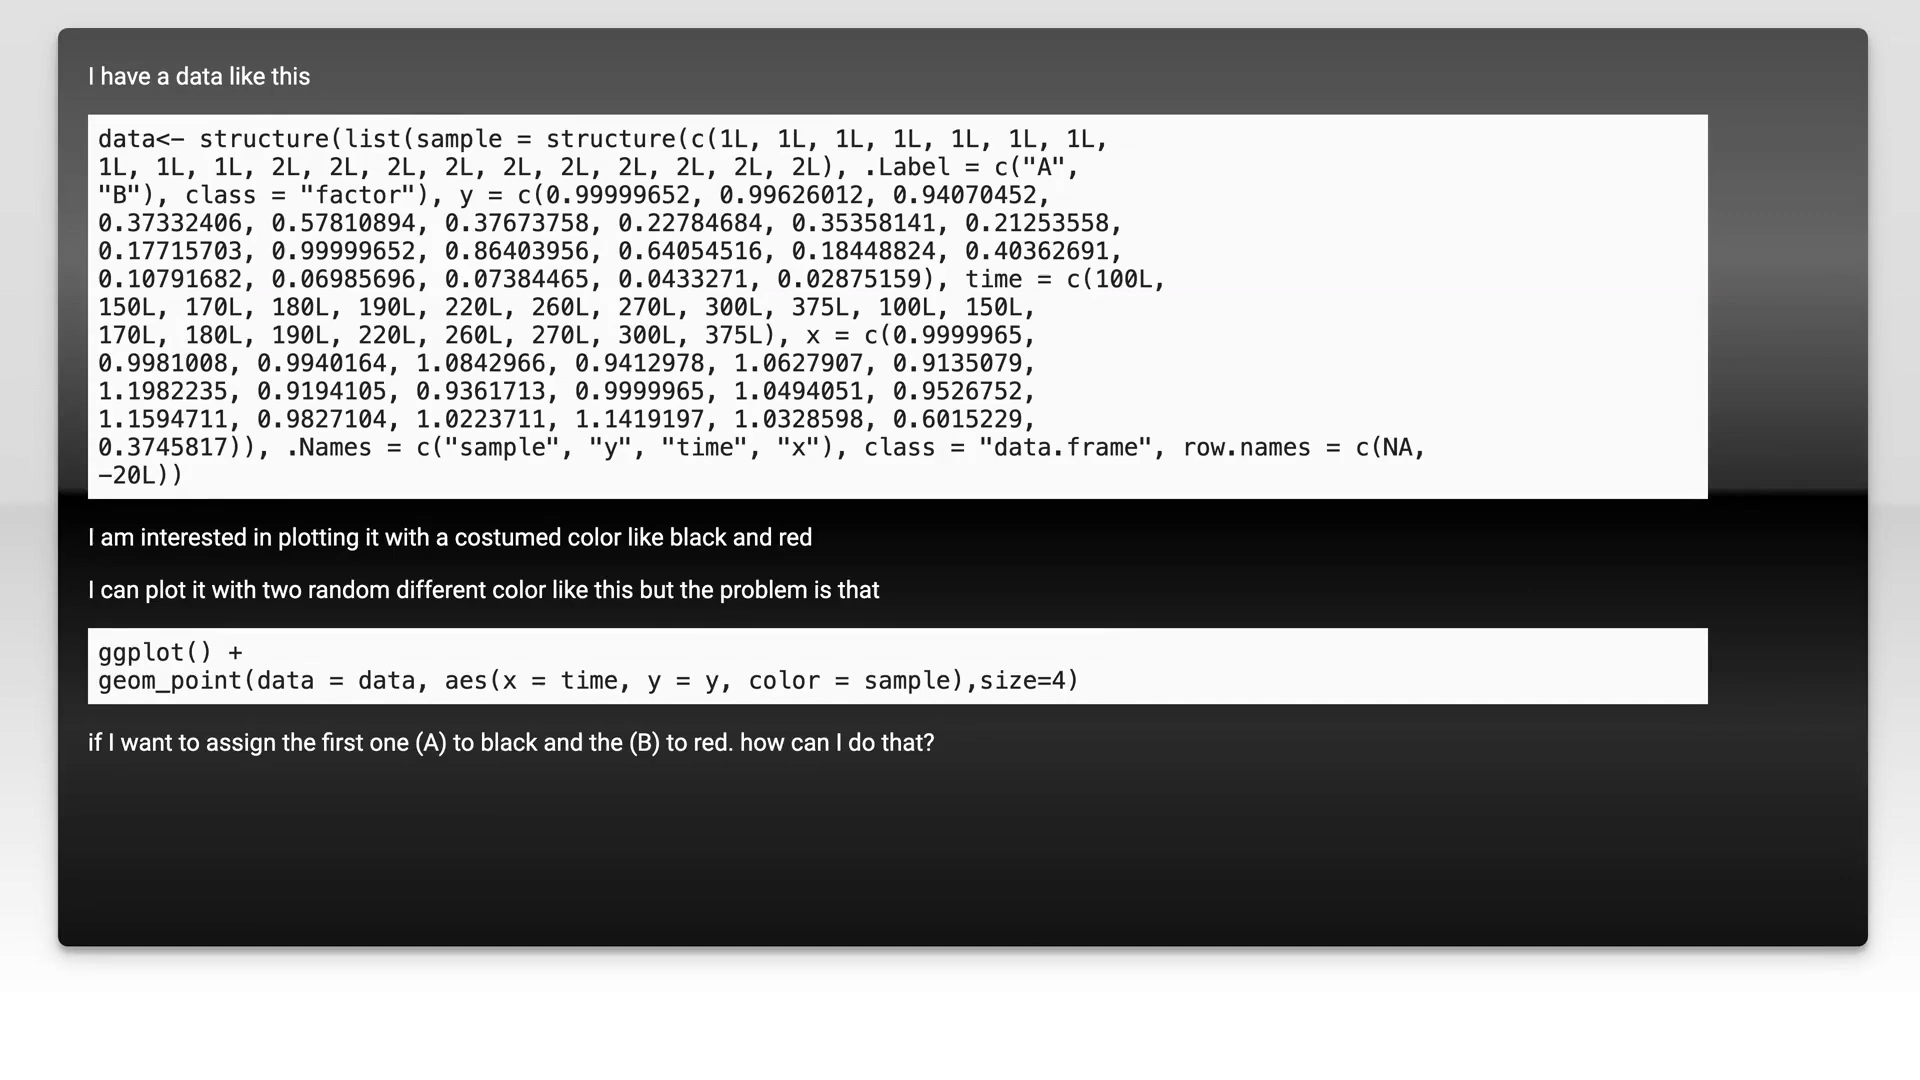 I have a data like this
data<- structure(list(sample = structure(c(1L, 1L, 1L, 1L, 1L, 1L, 1L,
1L, 1L, 1L, 2L, 2L, 2L, 2L, 2L, 2L, 2L, 2L, 2L, 2L), .Label = c("A",
"B"), class = "factor"), y = c(0.99999652, 0.99626012, 0.94070452,
0.37332406, 0.57810894, 0.37673758, 0.22784684, 0.35358141, 0.21253558,
0.17715703, 0.99999652, 0.86403956, 0.64054516, 0.18448824, 0.40362691,
0.10791682, 0.06985696, 0.07384465, 0.0433271, 0.02875159), time = c(100L,
150L, 170L, 180L, 190L, 220L, 260L, 270L, 300L, 375L, 100L, 150L,
170L, 180L, 190L, 220L, 260L, 270L, 300L, 375L), x = c(0.9999965,
0.9981008, 0.9940164, 1.0842966, 0.9412978, 1.0627907, 0.9135079,
1.1982235, 0.9194105, 0.9361713, 0.9999965, 1.0494051, 0.9526752,
1.1594711, 0.9827104, 1.0223711, 1.1419197, 1.0328598, 0.6015229,
0.3745817)), .Names = c("sample", "y", "time", "x"), class = "data.frame", row.names = c(NA,
-20L))
I am interested in plotting it with a costumed color like black and red
I can plot it with two random different color like this but the problem is that
ggplot() +
geom_point(data = data, aes(x = time, y = y, color = sample),size=4)
if I want to assign the first one (A) to black and the (B) to red. how can I do that?